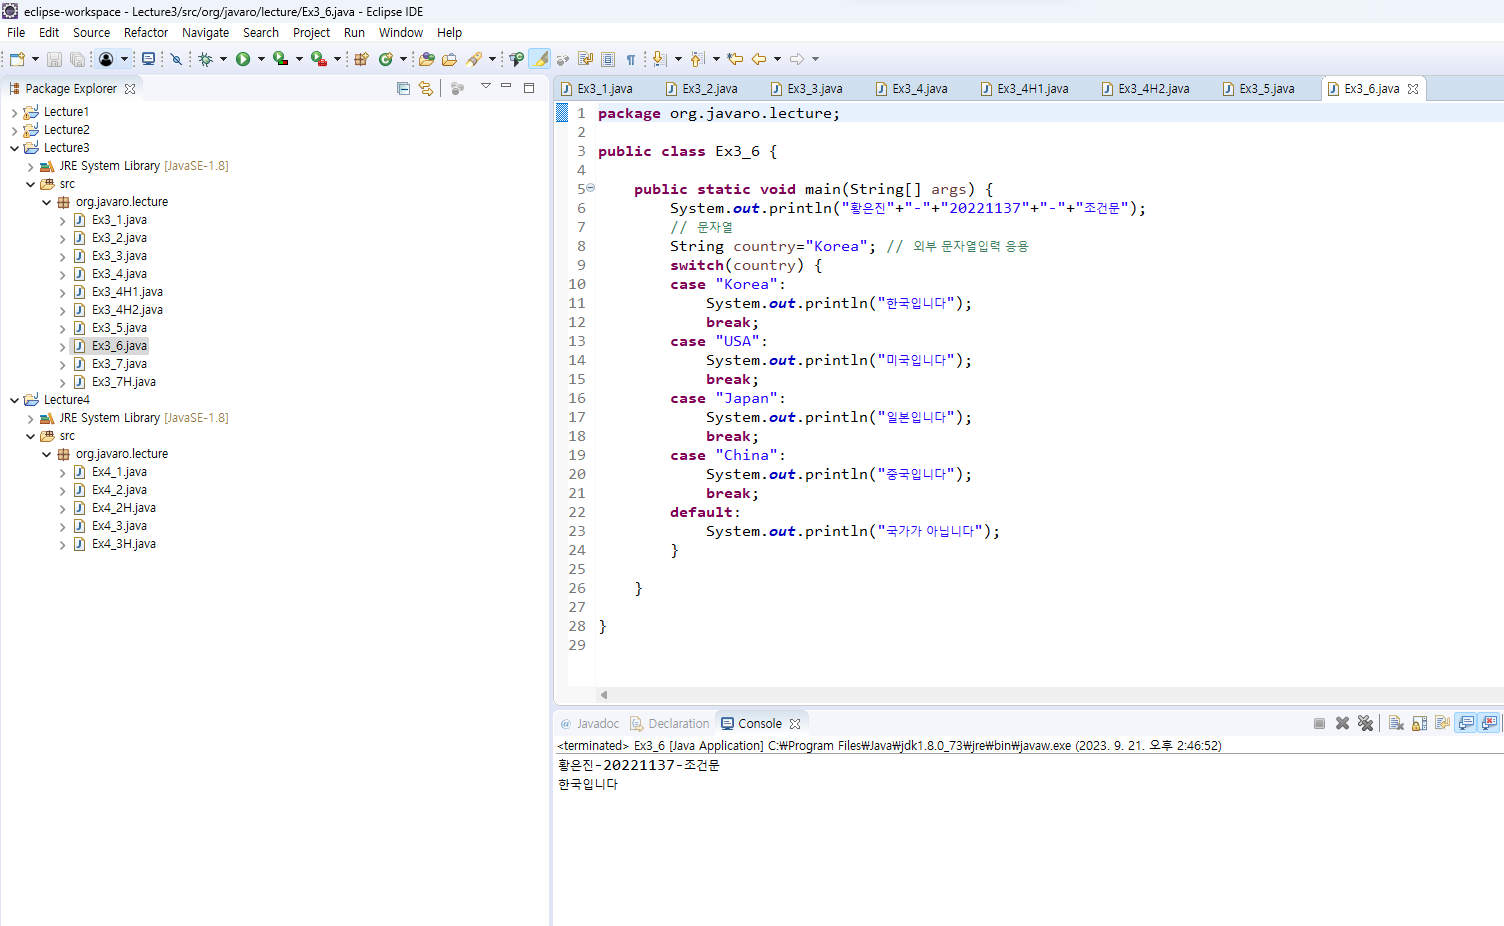 eclipse-workspace - Lecture3/src/org/javaro/lecture/Ex3_6.java - Eclipse IDE
File Edit Source Refactor Navigate Search Project Run Window Help
Package Explorer
Lecture1
Lecture2
Lecture3
JRE System Library [JavaSE-1.8]
src
org.javaro.lecture
Ex3_1.java
Ex3_2.java
Ex3_3.java
Ex3_4.java
Ex3_4H1.java
Ex3_4H2.java
Ex3_5.java
Ex3_6.java
Ex3_7.java
Ex3_7H.java
Lecture4
JRE System Library [JavaSE-1.8]
src
org.javaro.lecture
Ex4_1.java
Ex4_2.java
Ex4_2H.java
Ex4_3.java
Ex4_3H.java
Ex3_1.java Ex3_2.java Ex3_3.java Ex3_4.java Ex3_4H1.java Ex3_4H2.java Ex3_5.java Ex3_6.java
1 package org.javaro.lecture;
2
3 public class Ex3_6 {
4
5 public static void main(String[] args) {
6 System.out.println("황은진"+"-"+"20221137"+"-"+"조건문");
7 // 문자열
8 String country="Korea"; // 외부 문자열입력 응용
9 switch(country) {
10 case "Korea":
11 System.out.println("한국입니다");
12 break;
13 case "USA":
14 System.out.println("미국입니다");
15 break;
16 case "Japan":
17 System.out.println("일본입니다");
18 break;
19 case "China":
20 System.out.println("중국입니다");
21 break;
22 default:
23 System.out.println("국가가 아닙니다");
24 }
25
26 }
27
28 }
29
@ Javadoc Declaration Console
<terminated> Ex3_6 [Java Application] C:₩Program Files₩Java₩jdk1.8.0_73₩jre₩bin₩javaw.exe (2023. 9. 21. 오후 2:46:52)
황은진-20221137-조건문
한국입니다